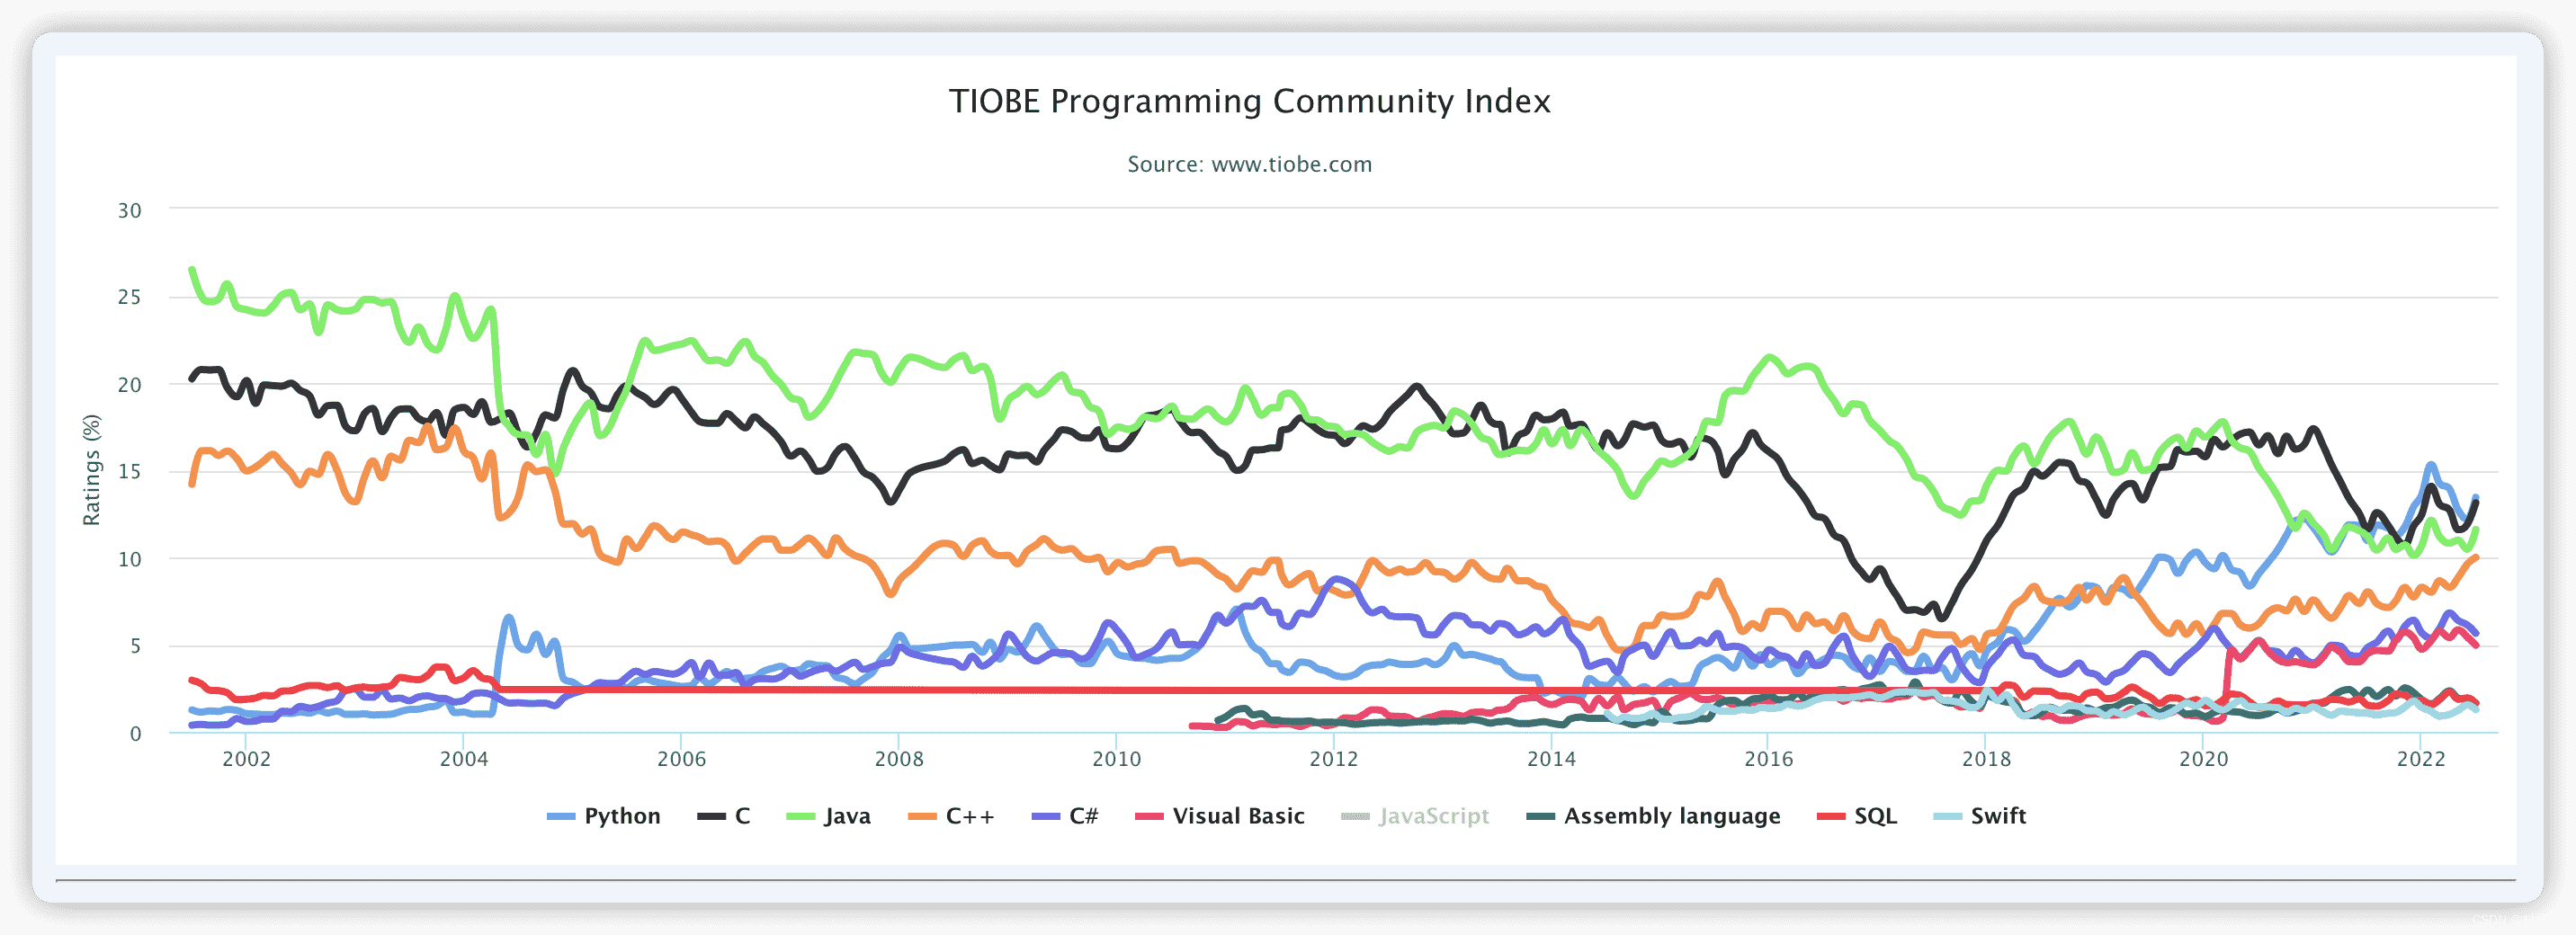 TIOBE Programming Community Index
Source: www.tiobe.com
Ratings (%)
30
25
20
15
10
5
0
2002 2004 2006 2008 2010 2012 2014 2016 2018 2020 2022
Python C Java C++ C# Visual Basic JavaScript Assembly language SQL Swift